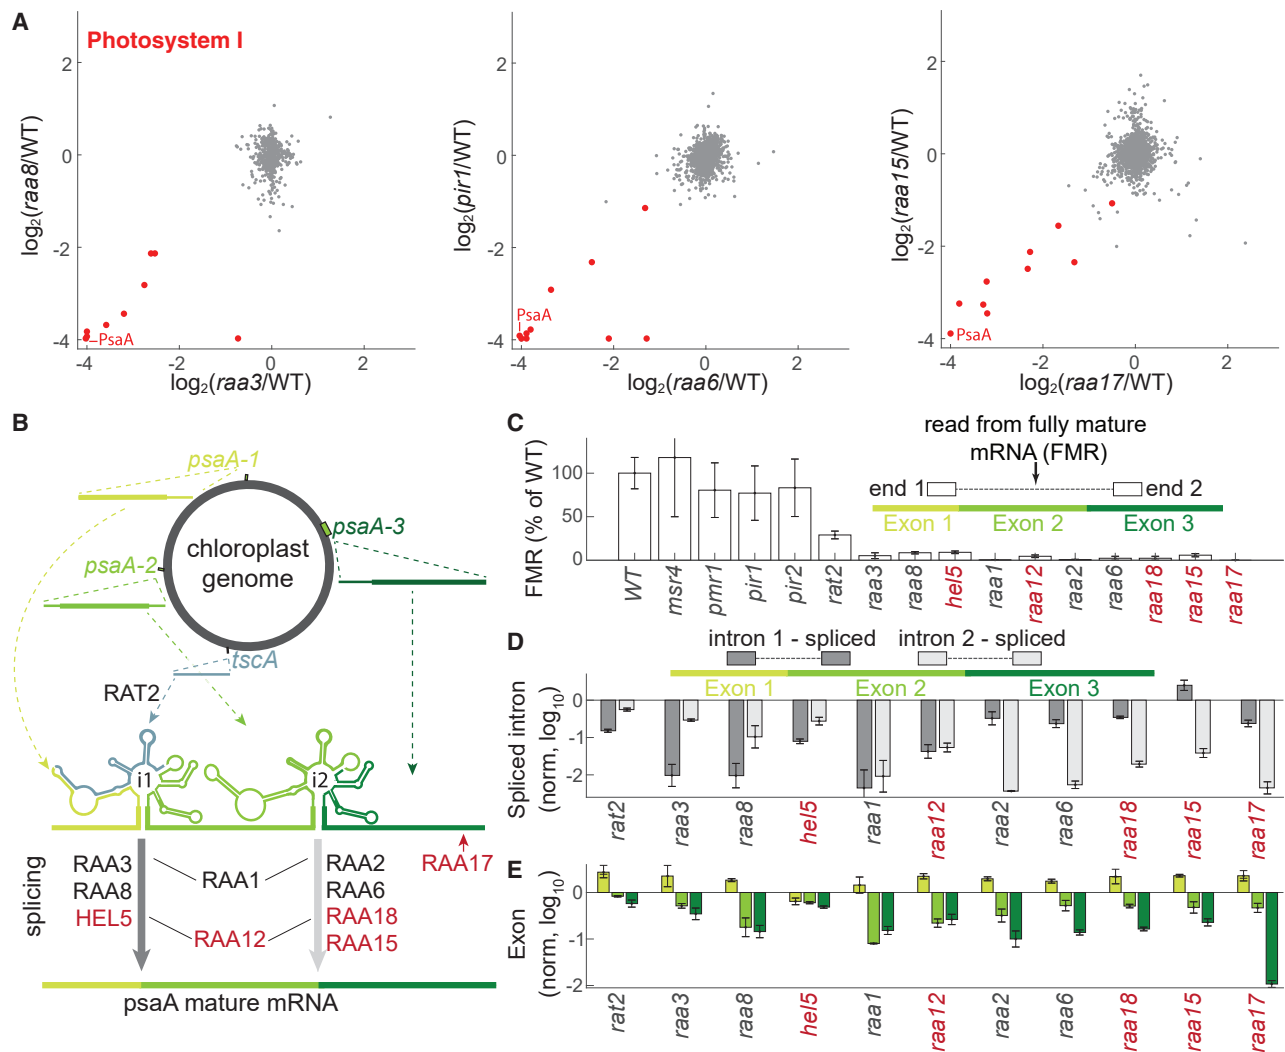 A
Photosystem I
log2(raa8/WT)
2
0
-2
-4
PsaA
-4 -2 0 2
log2(raa3/WT)
log2(pir1/WT)
2
0
-2
-4
PsaA
-4 -2 0 2
log2(raa6/WT)
log2(raa15/WT)
2
0
-2
-4
PsaA
-4 -2 0 2
log2(raa17/WT)
B
psaA-1
psaA-3
chloroplast
genome
psaA-2
tscA
RAT2
i1
i2
splicing
RAA3
RAA8
HEL5
RAA1
RAA12
RAA2
RAA6
RAA18
RAA15
RAA17
psaA mature mRNA
C
FMR (% of WT)
100
50
0
read from fully mature
mRNA (FMR)
end 1
end 2
Exon 1 Exon 2 Exon 3
WT msr4 pmr1 pir1 pir2 rat2 raa3 raa8 hel5 raa1 raa12 raa2 raa6 raa18 raa15 raa17
D
intron 1 - spliced intron 2 - spliced
Exon 1 Exon 2 Exon 3
Spliced intron
(norm, log10)
0
-1
-2
rat2 raa3 raa8 hel5 raa1 raa12 raa2 raa6 raa18 raa15 raa17
E
Exon
(norm, log10)
0
-1
-2
rat2 raa3 raa8 hel5 raa1 raa12 raa2 raa6 raa18 raa15 raa17